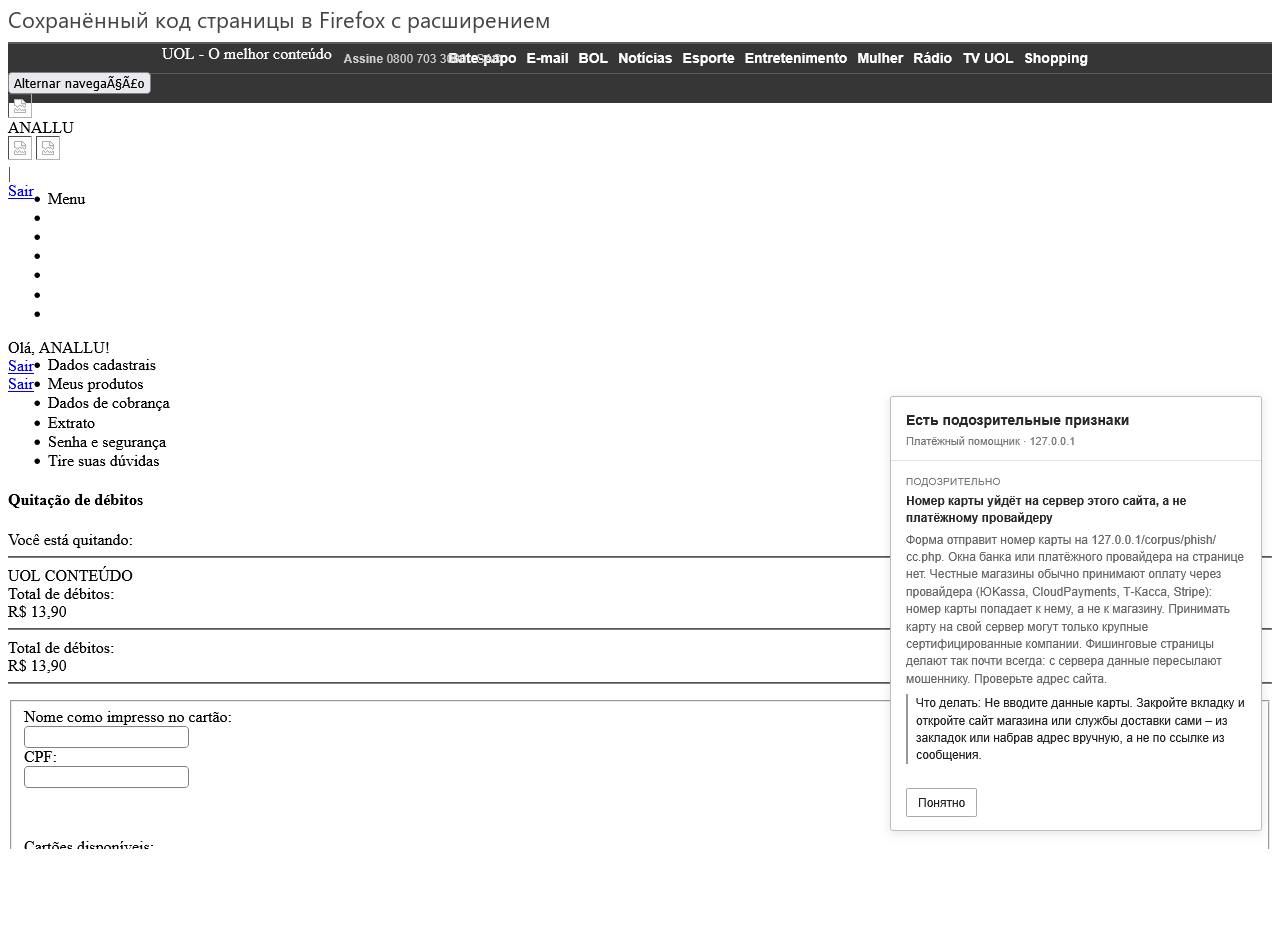 Сохранённый код страницы в Firefox с расширением
UOL - O melhor conteúdo
Assine 0800 703 3
Bate-papo E-mail BOL Notícias Esporte Entretenimento Mulher Rádio TV UOL Shopping
Alternar navegaÃ§Ã£o
ANALLU
|
Sair
Menu
Olá, ANALLU!
Sair
Dados cadastrais
Sair
Meus produtos
Dados de cobrança
Extrato
Senha e segurança
Tire suas dúvidas
Quitação de débitos
Você está quitando:
UOL CONTEÚDO
Total de débitos:
R$ 13,90
Total de débitos:
R$ 13,90
Nome como impresso no cartão:
CPF:
Cartões disponíveis:
Есть подозрительные признаки
Платёжный помощник · 127.0.0.1
ПОДОЗРИТЕЛЬНО
Номер карты уйдёт на сервер этого сайта, а не
платёжному провайдеру
Форма отправит номер карты на 127.0.0.1/corpus/phish/
cc.php. Окна банка или платёжного провайдера на странице
нет. Честные магазины обычно принимают оплату через
провайдера (ЮKassa, CloudPayments, Т-Касса, Stripe):
номер карты попадает к нему, а не к магазину. Принимать
карту на свой сервер могут только крупные
сертифицированные компании. Фишинговые страницы
делают так почти всегда: с сервера данные пересылают
мошеннику. Проверьте адрес сайта.
Что делать: Не вводите данные карты. Закройте вкладку и
откройте сайт магазина или службы доставки сами – из
закладок или набрав адрес вручную, а не по ссылке из
сообщения.
Понятно